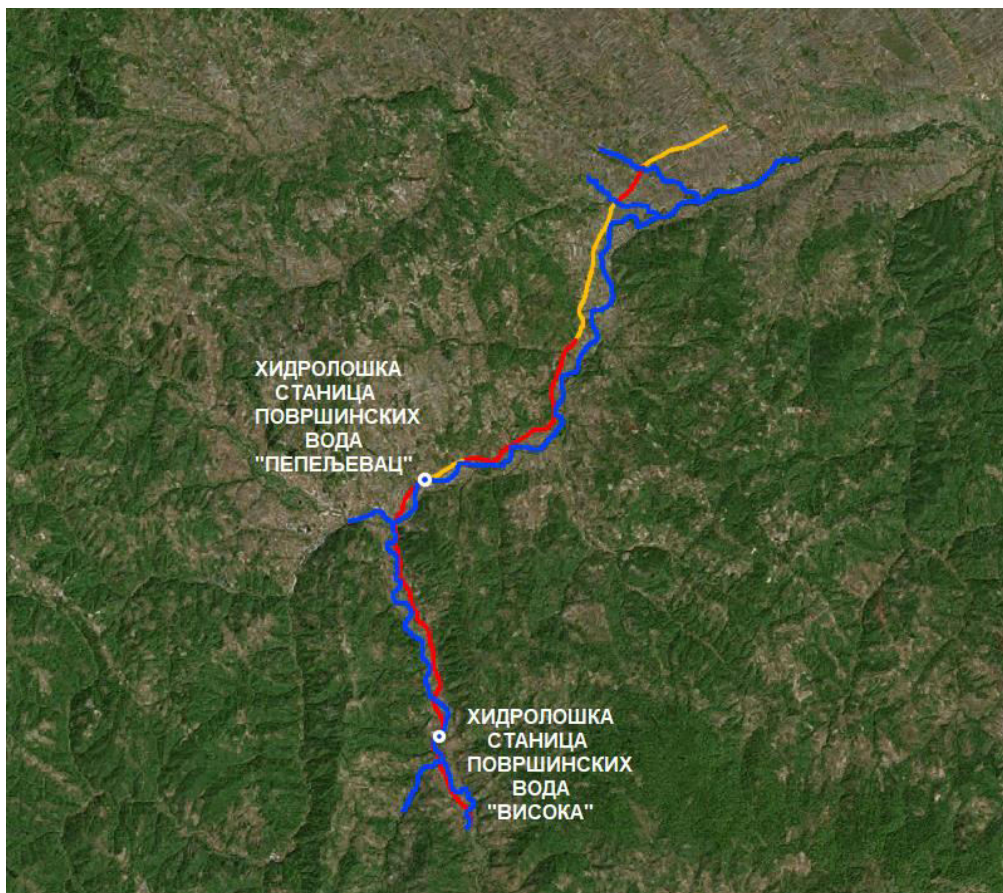 ХИДРОЛОШКА
СТАНИЦА
ПОВРШИНСКИХ
ВОДА
"ПЕПЕЉЕВАЦ"
ХИДРОЛОШКА
СТАНИЦА
ПОВРШИНСКИХ
ВОДА
"ВИСОКА"